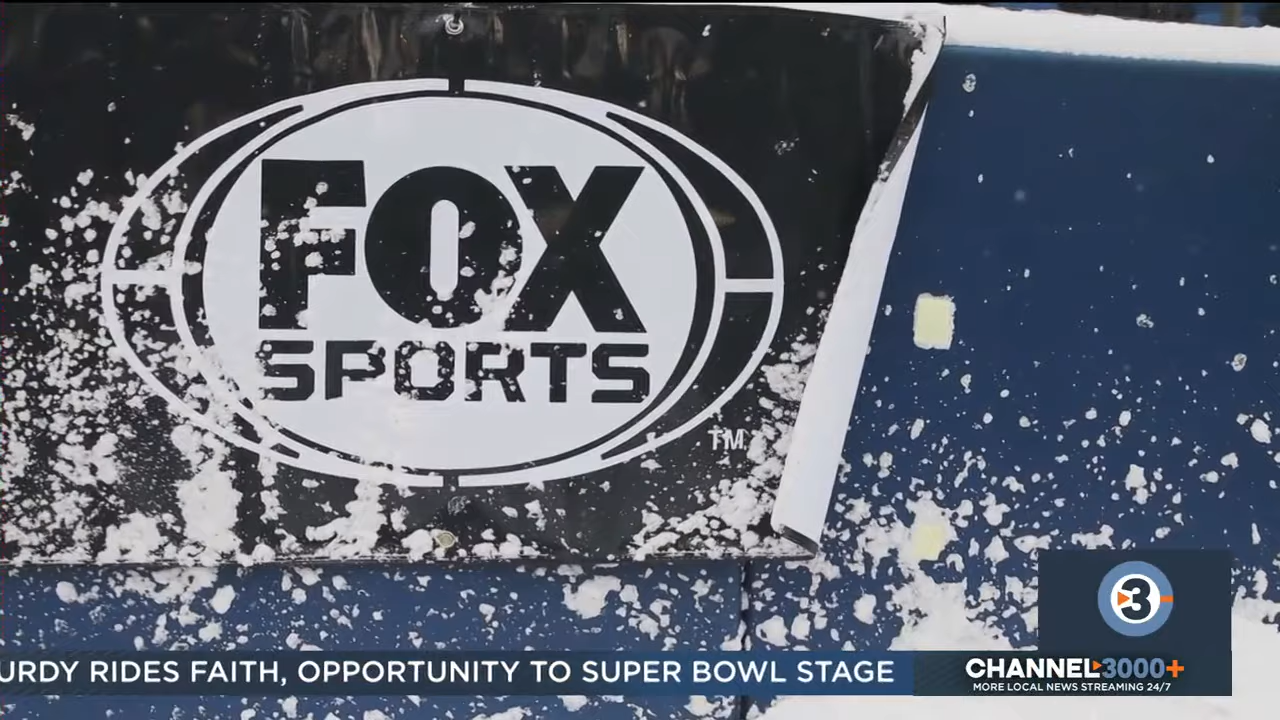 FOX
SPORTS
TM
3
URDY RIDES FAITH, OPPORTUNITY TO SUPER BOWL STAGE
CHANNEL3000+
MORE LOCAL NEWS STREAMING 24/7